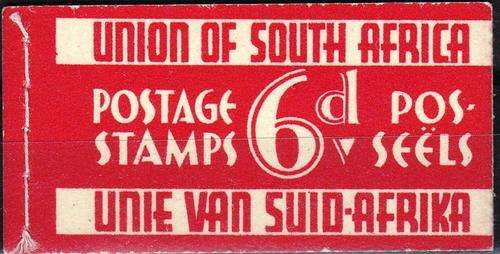 UNION OF SOUTH AFRICA
POSTAGE STAMPS
6d
POS-
SEËLS
UNIE VAN SUID-AFRIKA